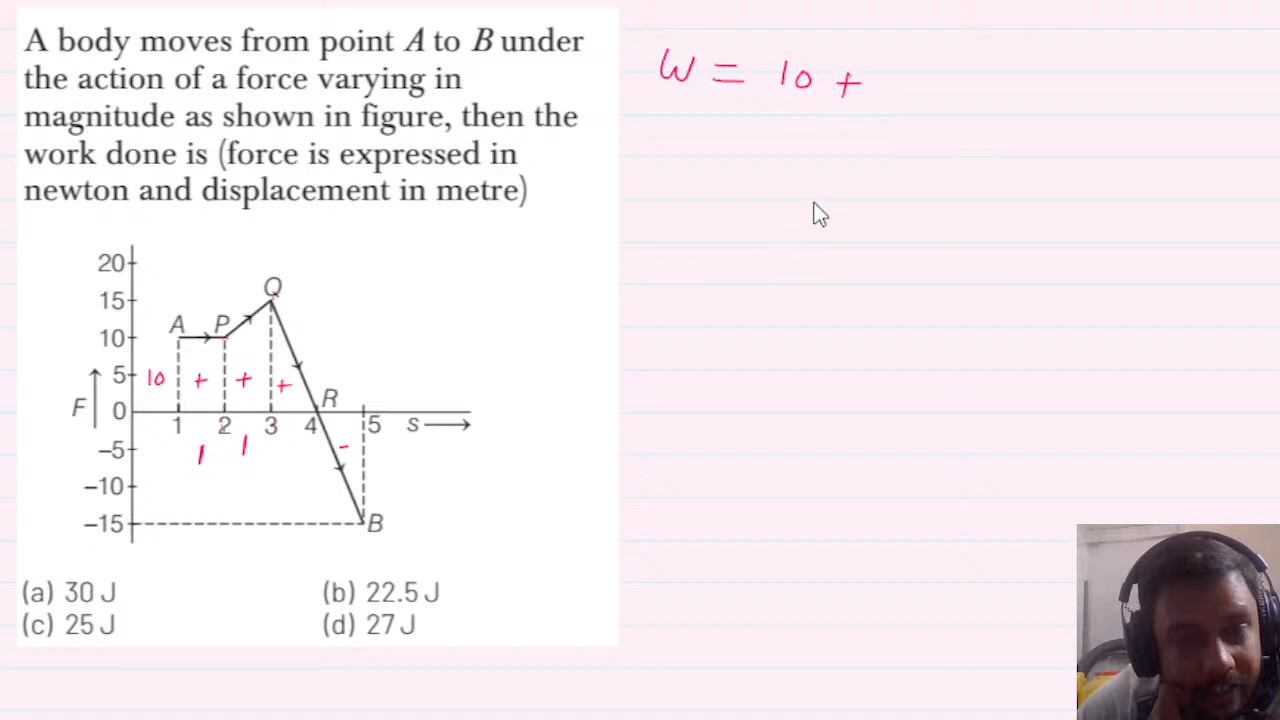 A body moves from point A to B under
the action of a force varying in
magnitude as shown in figure, then the
work done is (force is expressed in
newton and displacement in metre)
W = 10 +
20
15
10
5
0
-5
-10
-15
F
A P Q
10 + + +
R
1 2 3 4 5 s
1 1 -
B
(a) 30 J (b) 22.5 J
(c) 25 J (d) 27 J